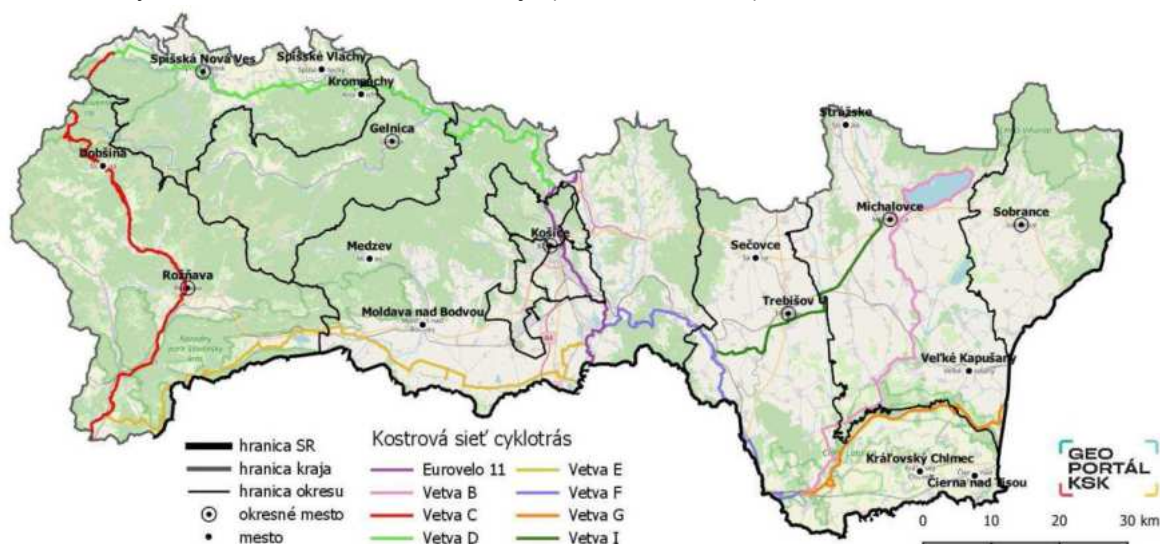 Spišská Nová Ves
Spišské Vlachy
Krompachy
Gelnica
Strážske
Dobšiná
Michalovce
Sobrance
Košice
Medzev
Sečovce
Rožňava
Moldava nad Bodvou
Trebišov
Veľké Kapušany
Kráľovský Chlmec
Čierna nad Tisou
hranica SR
hranica kraja
hranica okresu
okresné mesto
mesto
Kostrová sieť cyklotrás
Eurovelo 11
Vetva B
Vetva C
Vetva D
Vetva E
Vetva F
Vetva G
Vetva I
GEO
PORTÁL
KSK
0 10 20 30 km